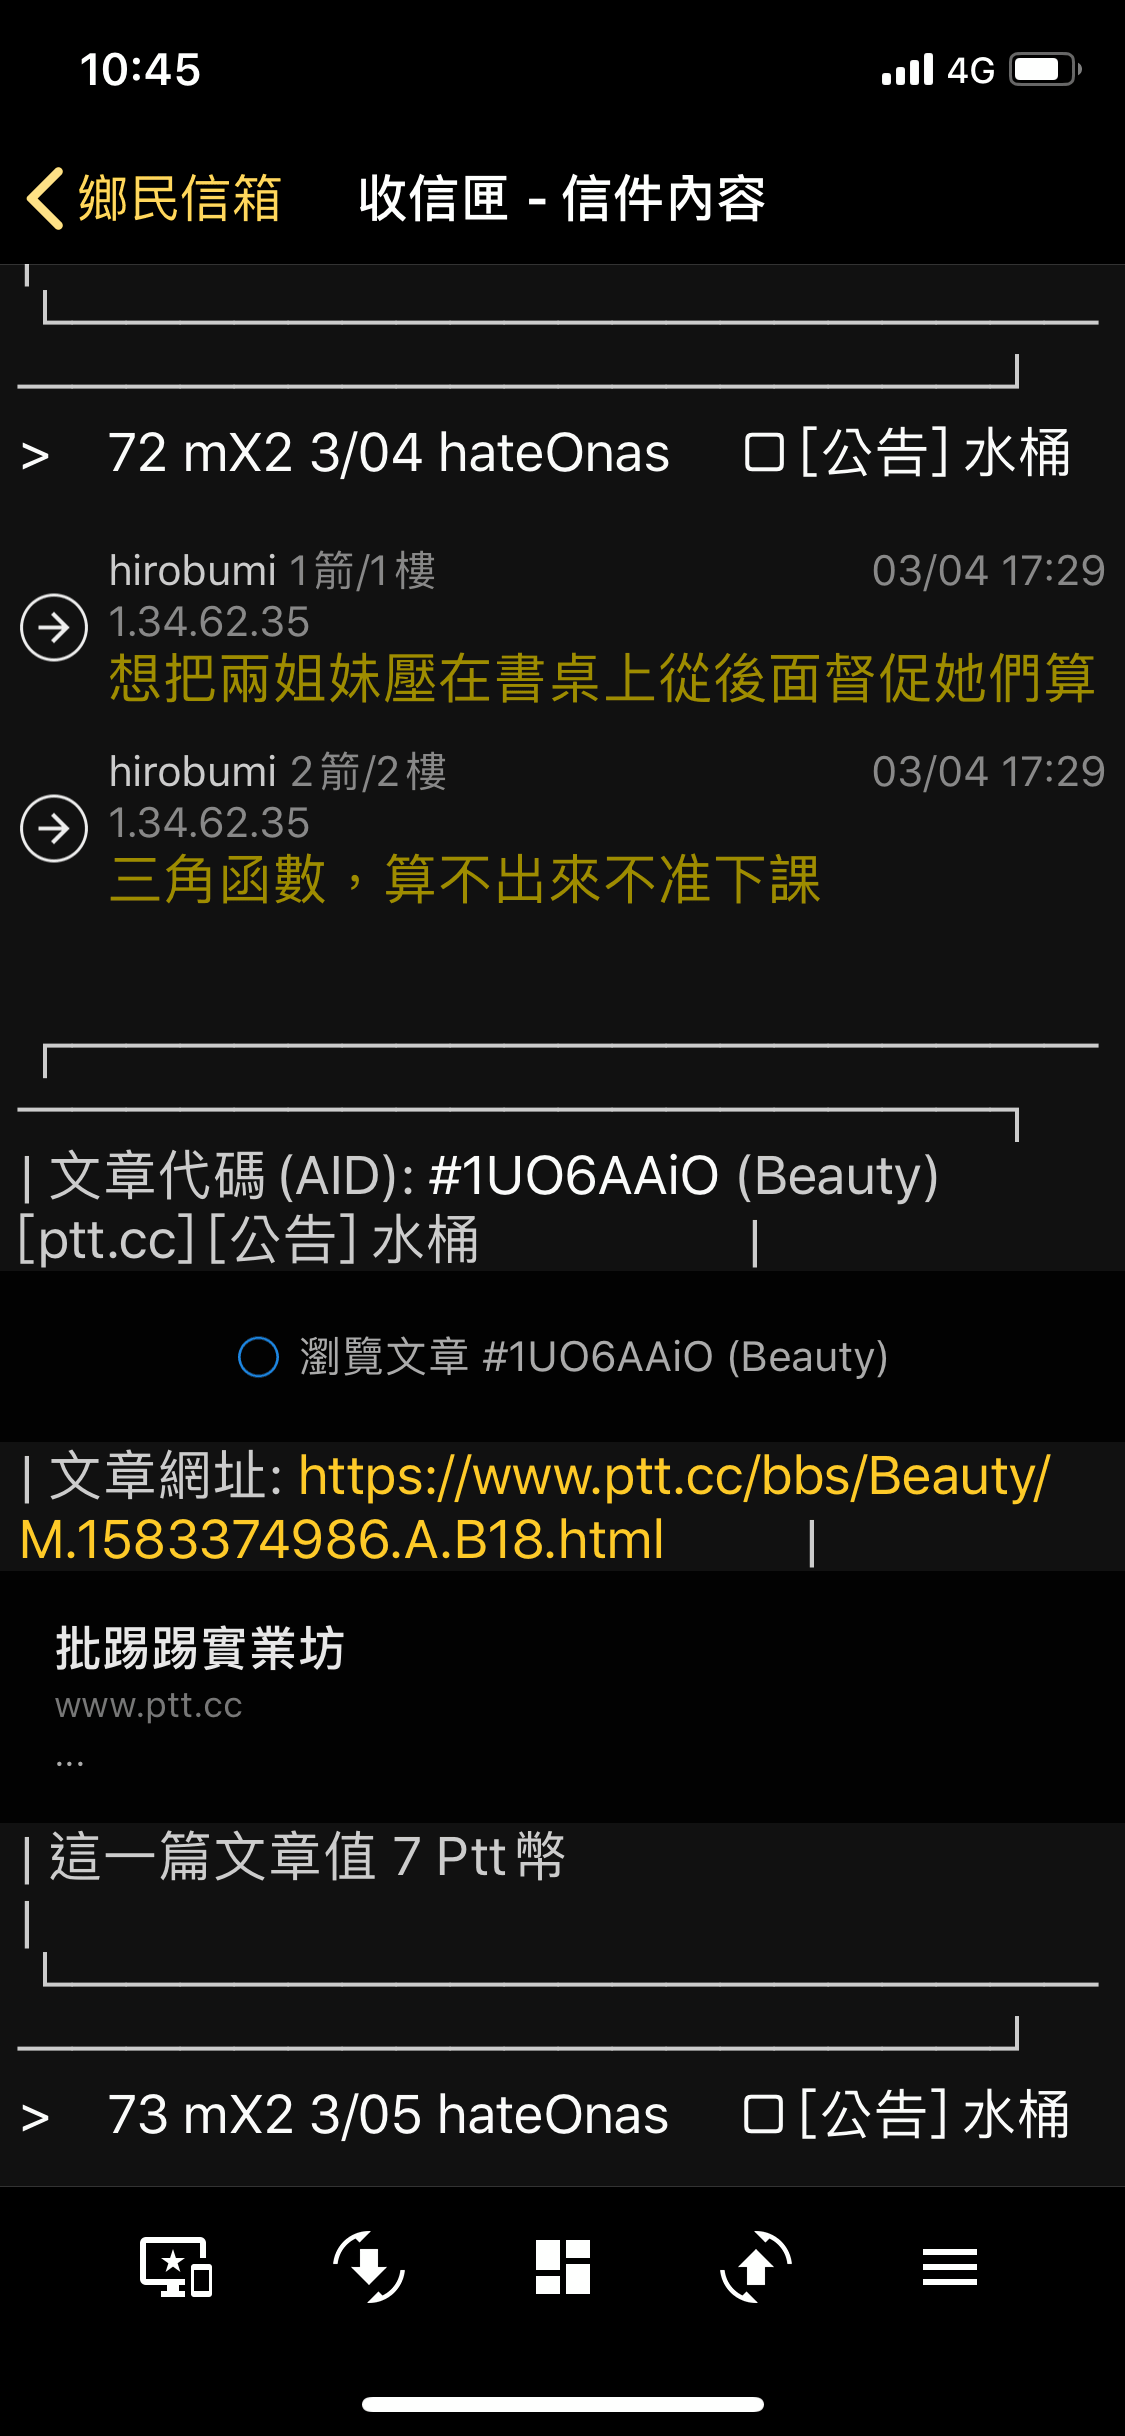 10:45
4G
鄉民信箱
收信匣 - 信件內容
> 72 mX2 3/04 hateOnas □ [公告] 水桶
hirobumi 1箭/1樓
03/04 17:29
1.34.62.35
想把兩姐妹壓在書桌上從後面督促她們算
hirobumi 2箭/2樓
03/04 17:29
1.34.62.35
三角函數，算不出來不准下課
| 文章代碼(AID): #1UO6AAiO (Beauty)
[ptt.cc] [公告] 水桶 |
瀏覽文章 #1UO6AAiO (Beauty)
| 文章網址: https://www.ptt.cc/bbs/Beauty/
M.1583374986.A.B18.html |
批踢踢實業坊
www.ptt.cc
...
| 這一篇文章值 7 Ptt幣
|
> 73 mX2 3/05 hateOnas □ [公告] 水桶